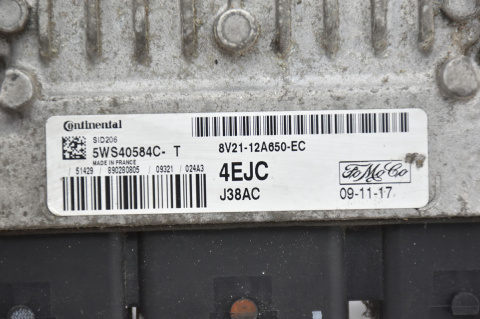 Continental
SID206
5WS40584C- T
MADE IN FRANCE
/ 51429 / 890280805 / 09321 / 024A3
8V21-12A650-EC
4EJC
J38AC
FoMoCo
09-11-17